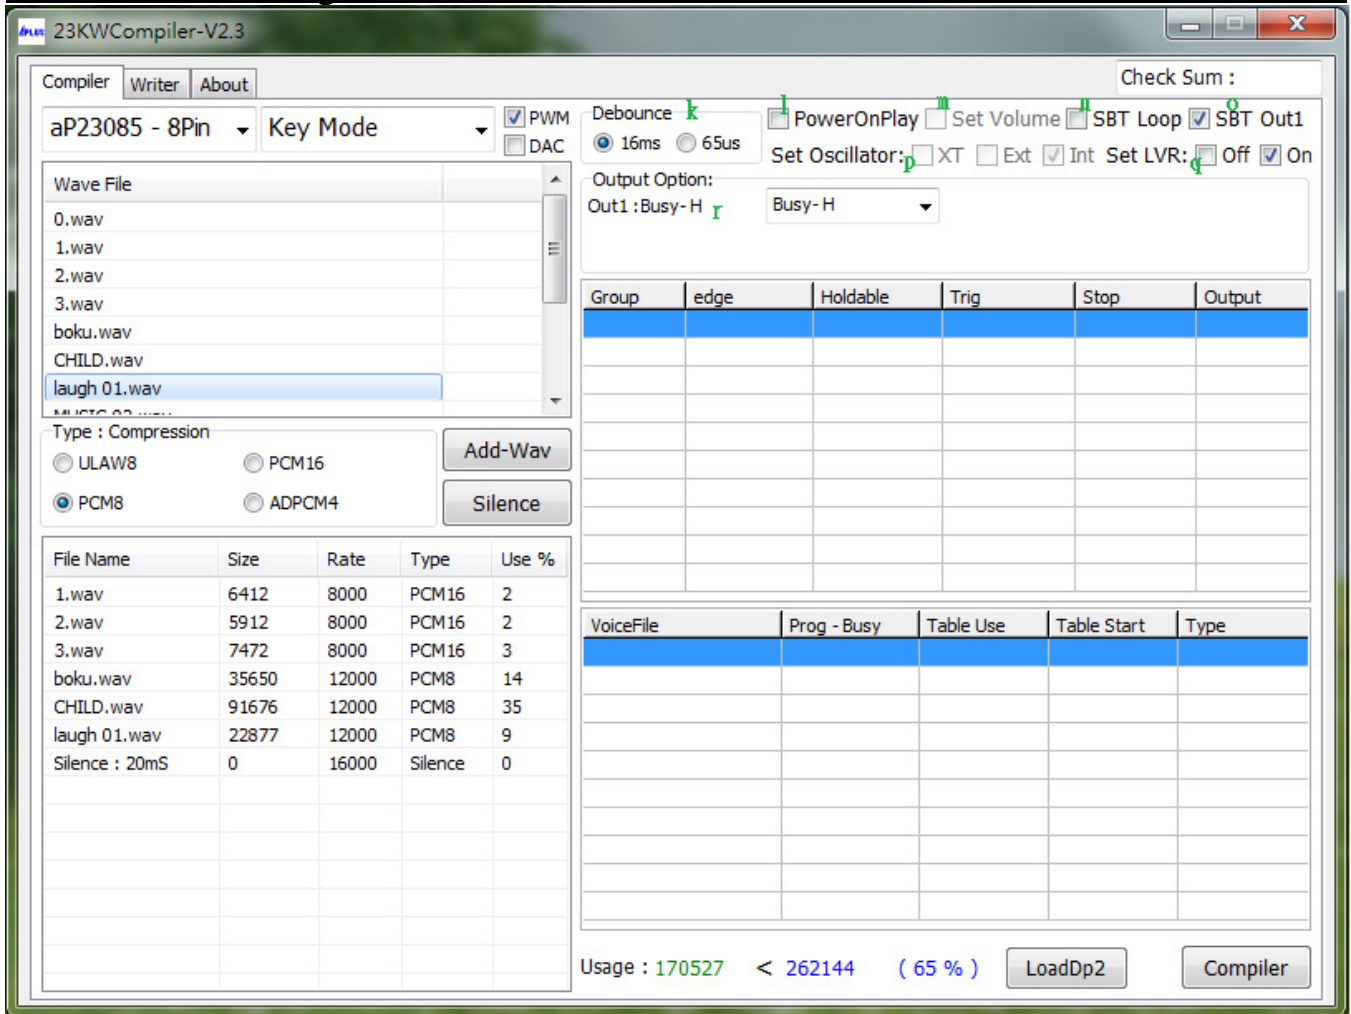 APLUS 23KWCompiler-V2.3
Compiler Writer About
Check Sum :
aP23085 - 8Pin Key Mode
PWM
DAC
Debounce k
16ms 65us
l PowerOnPlay m Set Volume n SBT Loop o SBT Out1
Set Oscillator: p XT Ext Int Set LVR: q Off On
Output Option:
Out1 :Busy- H r Busy- H
Wave File
0.wav
1.wav
2.wav
3.wav
boku.wav
CHILD.wav
laugh 01.wav
Type : Compression
ULAW8 PCM16
PCM8 ADPCM4
Add-Wav
Silence
Group edge Holdable Trig Stop Output
File Name Size Rate Type Use %
1.wav 6412 8000 PCM16 2
2.wav 5912 8000 PCM16 2
3.wav 7472 8000 PCM16 3
boku.wav 35650 12000 PCM8 14
CHILD.wav 91676 12000 PCM8 35
laugh 01.wav 22877 12000 PCM8 9
Silence : 20mS 0 16000 Silence 0
VoiceFile Prog - Busy Table Use Table Start Type
Usage : 170527 < 262144 ( 65 % ) LoadDp2 Compiler